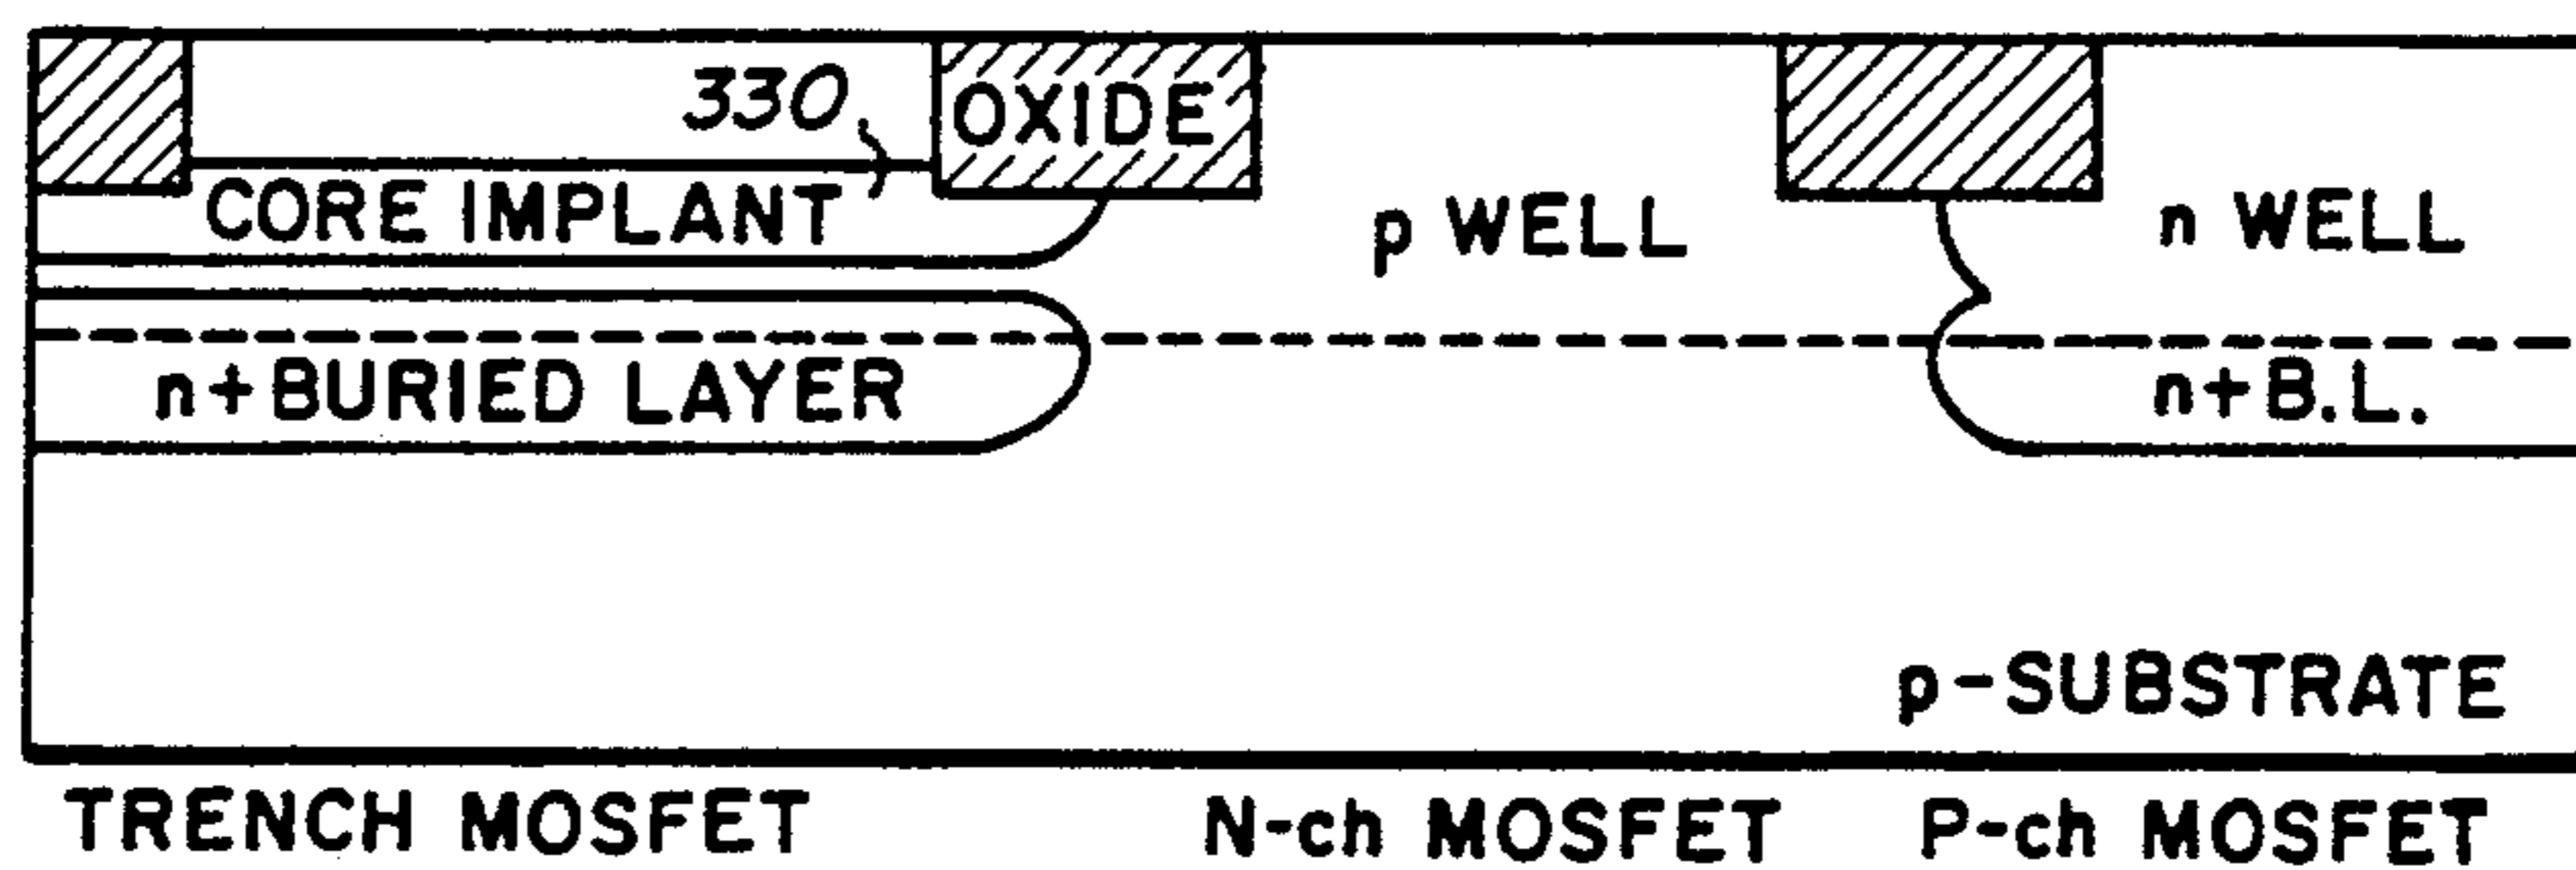 330
OXIDE
CORE IMPLANT
p WELL
n WELL
n+BURIED LAYER
n+B.L.
p-SUBSTRATE
TRENCH MOSFET
N-ch MOSFET
P-ch MOSFET